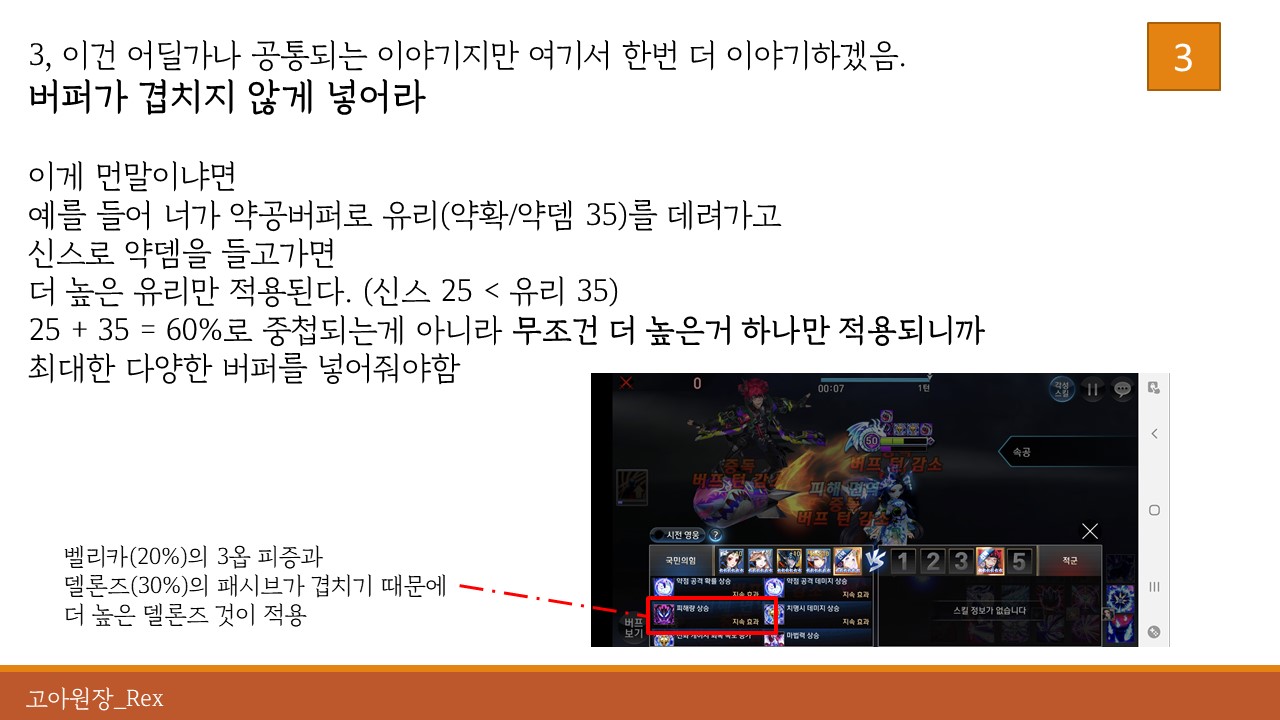 3, 이건 어딜가나 공통되는 이야기지만 여기서 한번 더 이야기하겠음.
버퍼가 겹치지 않게 넣어라
3
이게 먼말이냐면
예를 들어 너가 약공버퍼로 유리(약확/약뎀 35)를 데려가고
신스로 약뎀을 들고가면
더 높은 유리만 적용된다. (신스 25 < 유리 35)
25 + 35 = 60%로 중첩되는게 아니라 무조건 더 높은거 하나만 적용되니까
최대한 다양한 버퍼를 넣어줘야함
벨리카(20%)의 3옵 피증과
델론즈(30%)의 패시브가 겹치기 때문에
더 높은 델론즈 것이 적용
0
00:07
1턴
각성
스킬
50
속공
중독
버프 턴 감소
버프 턴 감소
피해 면역
중독
버프 턴 감소
시전 영웅
?
국민의힘
VS
1 2 3 5
적군
약점 공격 확률 상승
지속 효과
약점 공격 데미지 상승
지속 효과
피해량 상승
지속 효과
치명시 데미지 상승
지속 효과
마법력 상승
스킬 정보가 없습니다
버프
보기
고아원장_Rex